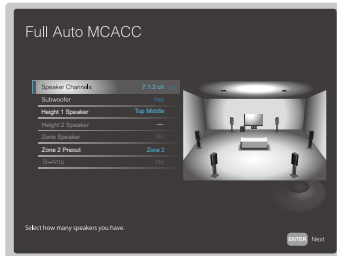 Full Auto MCACC
Speaker Channels 7.1.2 ch
Subwoofer Yes
Height 1 Speaker Top Middle
Height 2 Speaker ---
Zone Speaker No
Zone 2 Preout Zone 2
Bi-Amp No
Select how many speakers you have.
ENTER Next